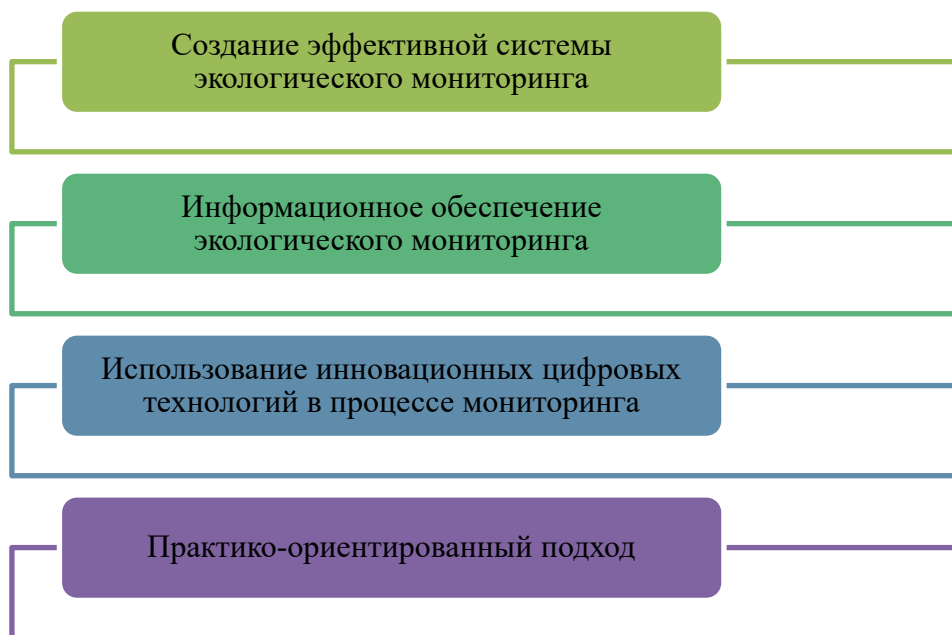 Создание эффективной системы
экологического мониторинга
Информационное обеспечение
экологического мониторинга
Использование инновационных цифровых
технологий в процессе мониторинга
Практико-ориентированный подход